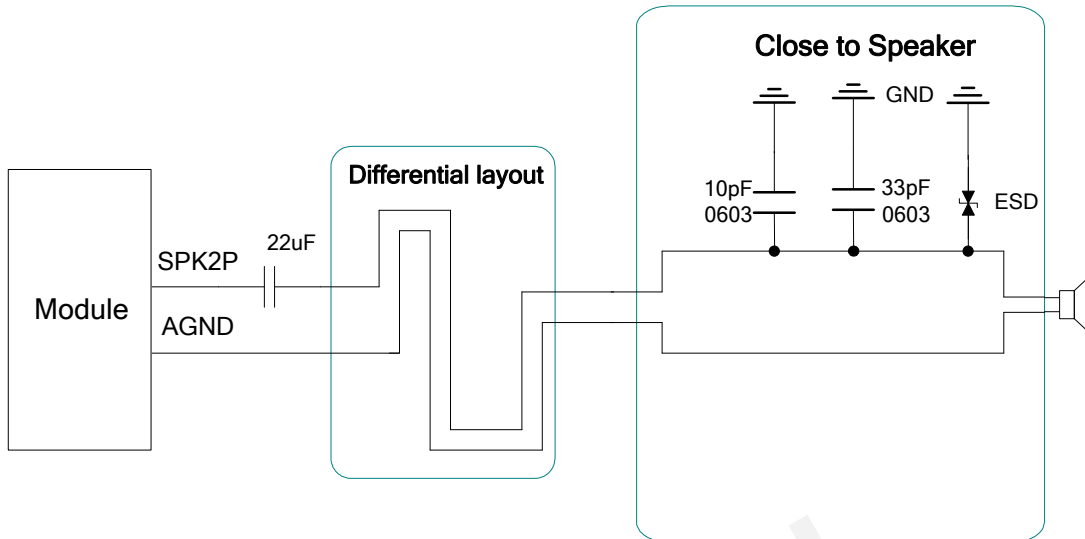 Close to Speaker
GND
Differential layout
10pF
0603
33pF
0603
ESD
22uF
SPK2P
Module
AGND